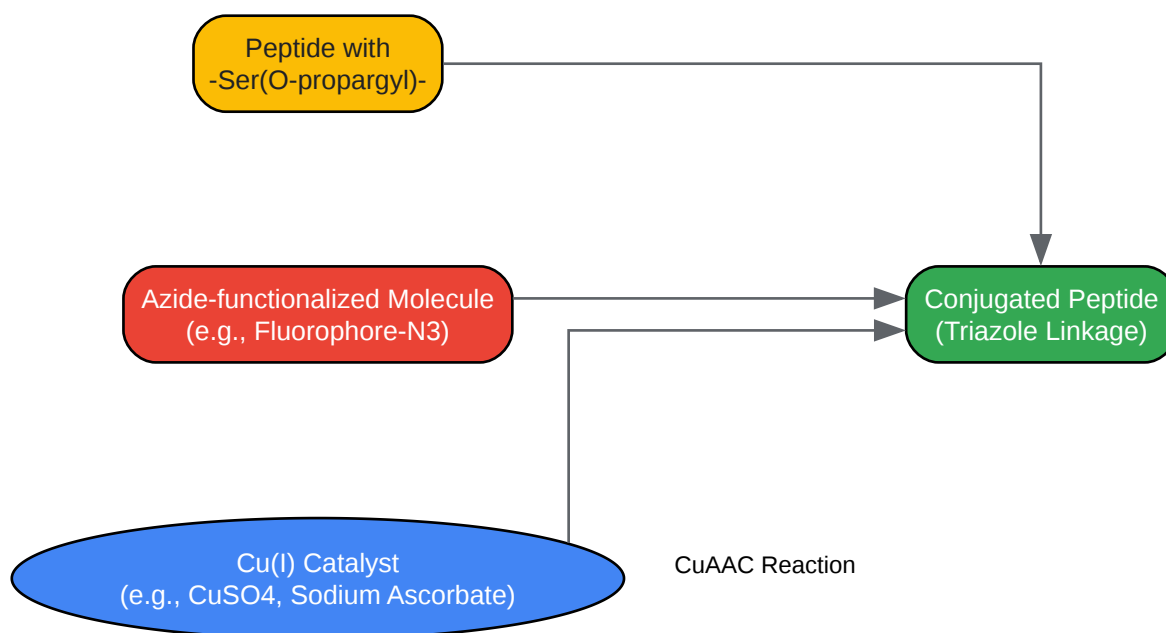 Peptide with
-Ser(O-propargyl)-
Azide-functionalized Molecule
(e.g., Fluorophore-N3)
Conjugated Peptide
(Triazole Linkage)
Cu(I) Catalyst
(e.g., CuSO4, Sodium Ascorbate)
CuAAC Reaction